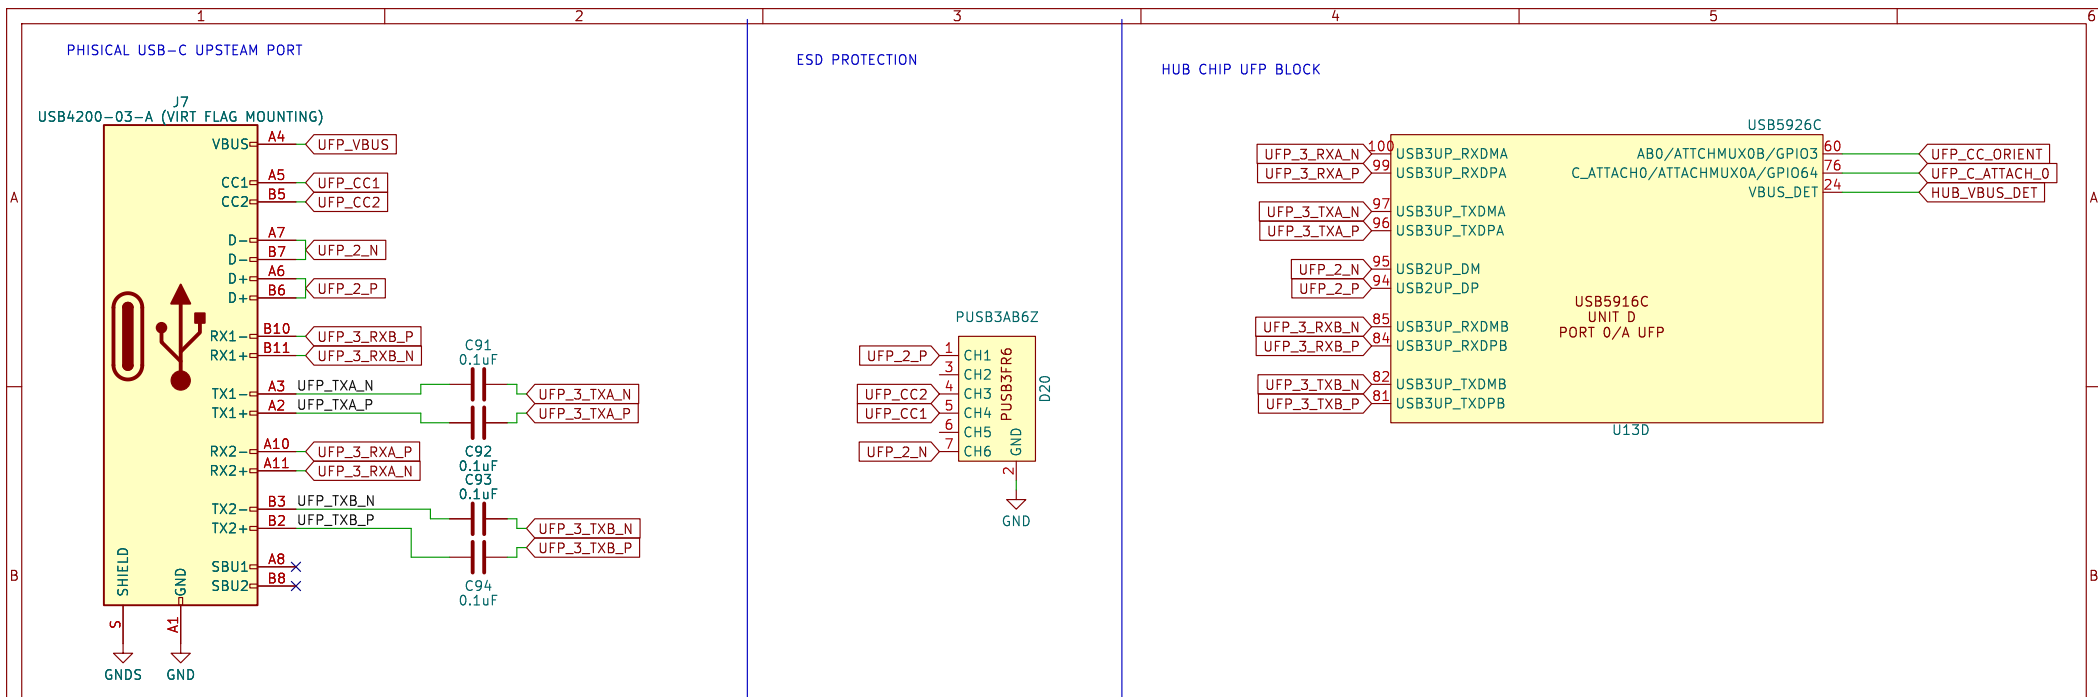 1 2 3 4 5 6
PHISICAL USB-C UPSTEAM PORT
ESD PROTECTION
HUB CHIP UFP BLOCK
A
B
J7
USB4200-03-A (VIRT FLAG MOUNTING)
VBUS A4 UFP_VBUS
CC1 A5 UFP_CC1
CC2 B5 UFP_CC2
D- A7
UFP_2_N
D- B7
D+ A6
UFP_2_P
D+ B6
RX1- B10 UFP_3_RXB_P
RX1+ B11 UFP_3_RXB_N
TX1- A3 UFP_TXA_N
TX1+ A2 UFP_TXA_P
RX2- A10 UFP_3_RXA_P
RX2+ A11 UFP_3_RXA_N
TX2- B3 UFP_TXB_N
TX2+ B2 UFP_TXB_P
SBU1 A8
SBU2 B8
SHIELD
GND
S
A1
GNDS
GND
C91
0.1uF
UFP_3_TXA_N
UFP_3_TXA_P
C92
0.1uF
C93
0.1uF
UFP_3_TXB_N
UFP_3_TXB_P
C94
0.1uF
PUSB3AB6Z
UFP_2_P 1 CH1
3 CH2
UFP_CC2 4 CH3
UFP_CC1 5 CH4
6 CH5
UFP_2_N 7 CH6
PUSB3FR6
D20
GND
2
GND
USB5926C
UFP_3_RXA_N 100 USB3UP_RXDMA
UFP_3_RXA_P 99 USB3UP_RXDPA
UFP_3_TXA_N 97 USB3UP_TXDMA
UFP_3_TXA_P 96 USB3UP_TXDPA
UFP_2_N 95 USB2UP_DM
UFP_2_P 94 USB2UP_DP
UFP_3_RXB_N 85 USB3UP_RXDMB
UFP_3_RXB_P 84 USB3UP_RXDPB
UFP_3_TXB_N 82 USB3UP_TXDMB
UFP_3_TXB_P 81 USB3UP_TXDPB
AB0/ATTCHMUX0B/GPIO3 60 UFP_CC_ORIENT
C_ATTACH0/ATTACHMUX0A/GPIO64 76 UFP_C_ATTACH_0
VBUS_DET 24 HUB_VBUS_DET
USB5916C
UNIT D
PORT 0/A UFP
U13D
A
B